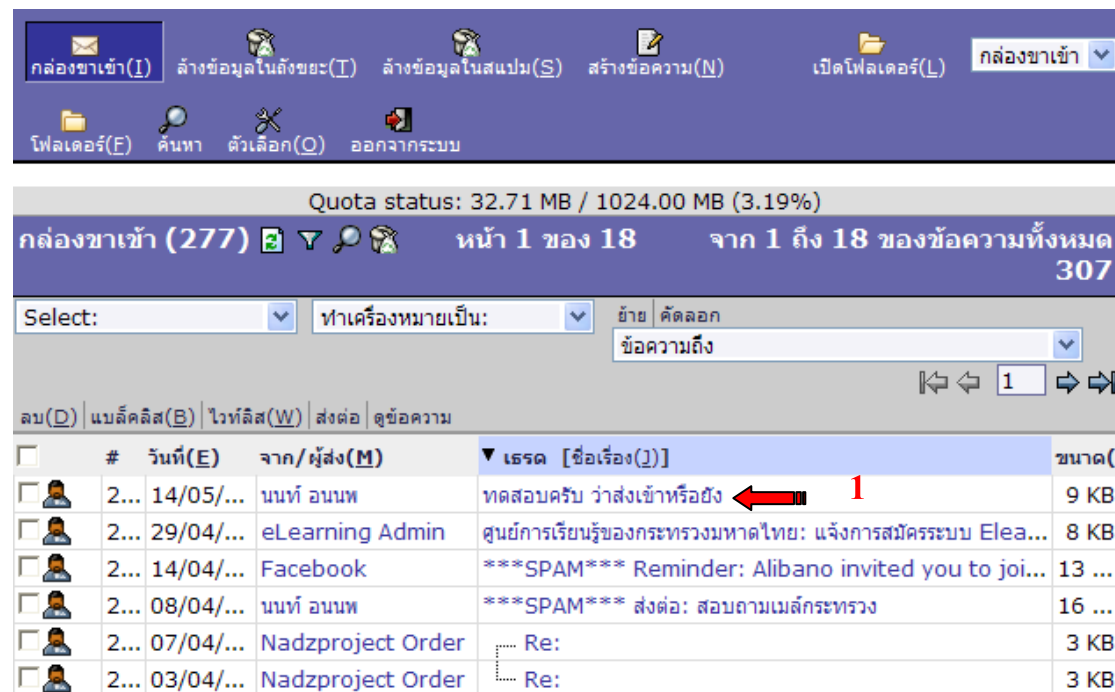 กล่องขาเข้า(I) ล้างข้อมูลในถังขยะ(T) ล้างข้อมูลในสแปม(S) สร้างข้อความ(N) เปิดโฟลเดอร์(L) กล่องขาเข้า
โฟลเดอร์(F) ค้นหา ตัวเลือก(O) ออกจากระบบ
Quota status: 32.71 MB / 1024.00 MB (3.19%)
กล่องขาเข้า (277) หน้า 1 ของ 18 จาก 1 ถึง 18 ของข้อความทั้งหมด
307
Select: ทำเครื่องหมายเป็น: ย้าย คัดลอก
ข้อความถึง
1
ลบ(D) แบล็คลิส(B) ไวท์ลิส(W) ส่งต่อ ดูข้อความ
# วันที่(E) จาก/ผู้ส่ง(M) เธรด [ชื่อเรื่อง(J)] ขนาด(
2... 14/05/... นนท์ อนนท ทดสอบครับ ว่าส่งเข้าหรือยัง 1 9 KB
2... 29/04/... eLearning Admin ศูนย์การเรียนรู้ของกระทรวงมหาดไทย: แจ้งการสมัครระบบ Elea... 8 KB
2... 14/04/... Facebook ***SPAM*** Reminder: Alibano invited you to joi... 13 ...
2... 08/04/... นนท์ อนนท ***SPAM*** ส่งต่อ: สอบถามเมล์กระทรวง 16 ...
2... 07/04/... Nadzproject Order Re: 3 KB
2... 03/04/... Nadzproject Order Re: 3 KB